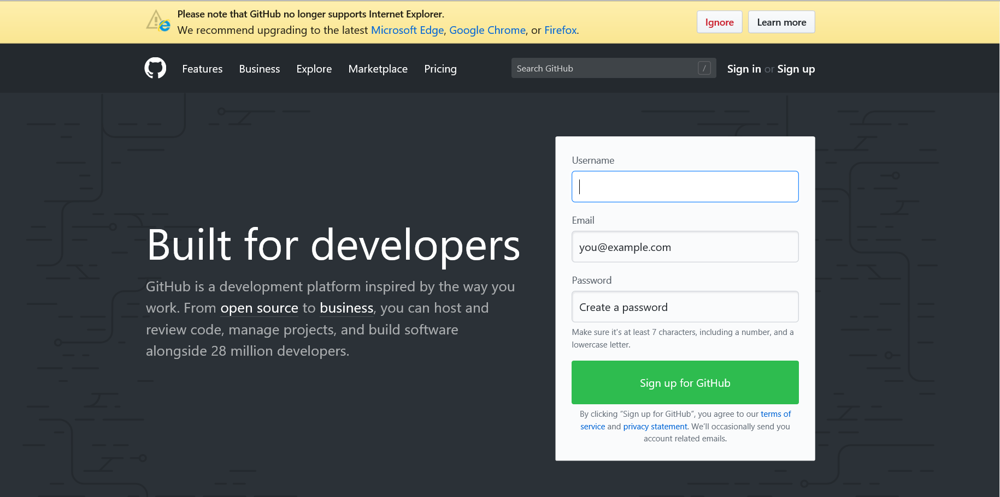 Please note that GitHub no longer supports Internet Explorer.
We recommend upgrading to the latest Microsoft Edge, Google Chrome, or Firefox.
Ignore
Learn more
Features
Business
Explore
Marketplace
Pricing
Search GitHub
/
Sign in or Sign up
Built for developers
GitHub is a development platform inspired by the way you
work. From open source to business, you can host and
review code, manage projects, and build software
alongside 28 million developers.
Username
Email
you@example.com
Password
Create a password
Make sure it's at least 7 characters, including a number, and a
lowercase letter.
Sign up for GitHub
By clicking “Sign up for GitHub”, you agree to our terms of
service and privacy statement. We’ll occasionally send you
account related emails.